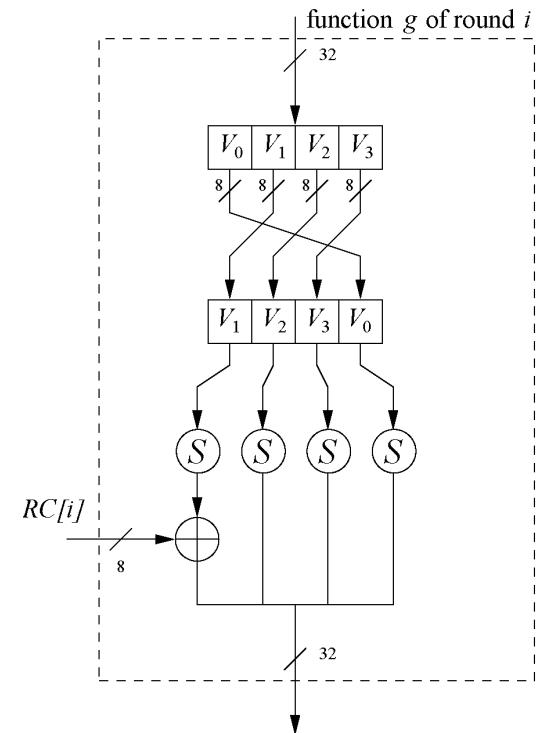 function g of round i
32
V0 V1 V2 V3
8 8 8 8
V1 V2 V3 V0
S S S S
RC[i]
8
32